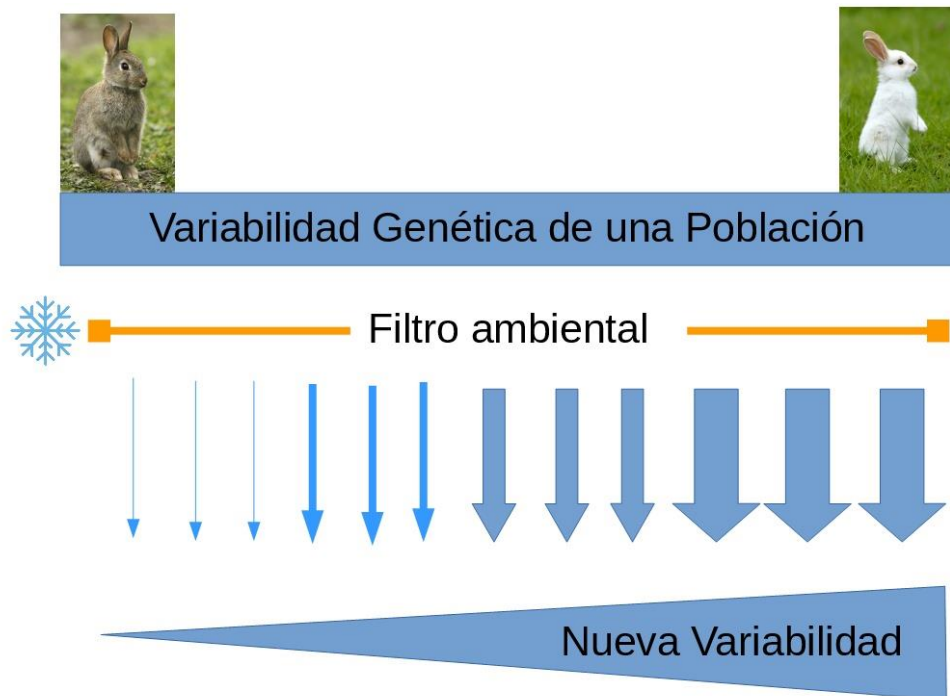 Variabilidad Genética de una Población
Filtro ambiental
Nueva Variabilidad